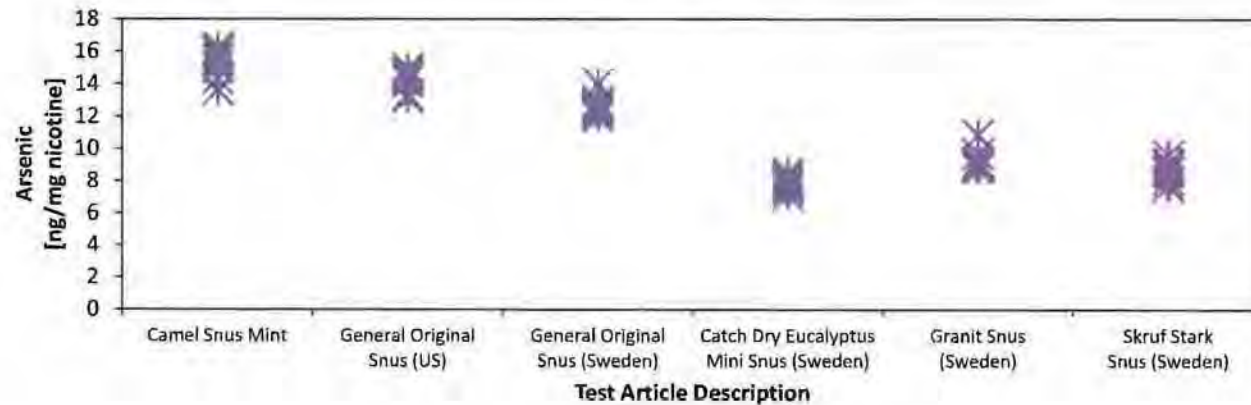 18
16
14
12
10
8
6
4
2
0
Arsenic
[ng/mg nicotine]
Camel Snus Mint
General Original
Snus (US)
General Original
Snus (Sweden)
Catch Dry Eucalyptus
Mini Snus (Sweden)
Granit Snus
(Sweden)
Skruf Stark
Snus (Sweden)
Test Article Description